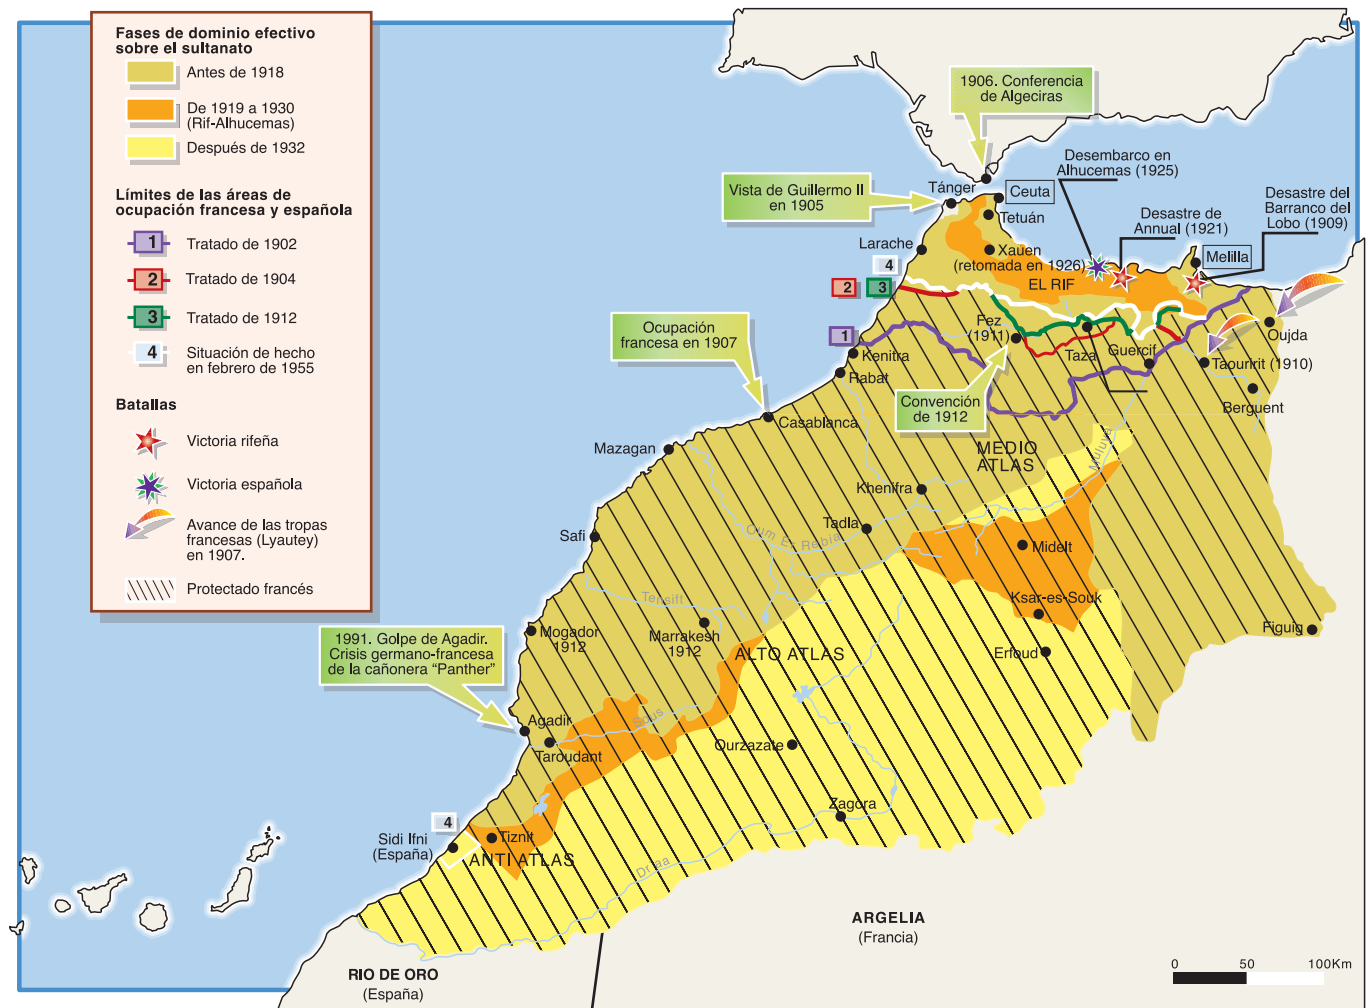 Fases de dominio efectivo
sobre el sultanato
Antes de 1918
De 1919 a 1930
(Rif-Alhucemas)
Después de 1932
Límites de las áreas de
ocupación francesa y española
1
Tratado de 1902
2
Tratado de 1904
3
Tratado de 1912
4
Situación de hecho
en febrero de 1955
Batallas
Victoria rifeña
Victoria española
Avance de las tropas
francesas (Lyautey)
en 1907.
Protectado francés
1906. Conferencia
de Algeciras
Vista de Guillermo II
en 1905
Desembarco en
Alhucemas (1925)
Desastre de
Annual (1921)
Desastre del
Barranco del
Lobo (1909)
Tánger
Ceuta
Tetuán
Larache
Xauen
(retomada en 1926)
EL RIF
Melilla
4
2
3
1
Ocupación
francesa en 1907
Fez
(1911)
Taza
Guercif
Oujda
Taouririt (1910)
Berguent
Kenitra
Rabat
Convención
de 1912
Casablanca
Mazagan
MEDIO
ATLAS
Muluya
Khenifra
Tadla
Oum Er Rebia
Safi
Midelt
Tensift
Ksar-es-Souk
Mogador
1912
Marrakesh
1912
ALTO ATLAS
Erfoud
Figuig
1991. Golpe de Agadir.
Crisis germano-francesa
de la cañonera “Panther”
Agadir
Sous
Taroudant
Ourzazate
Zagora
4
Sidi Ifni
(España)
Tiznit
ANTI ATLAS
Draa
ARGELIA
(Francia)
RIO DE ORO
(España)
0 50 100Km